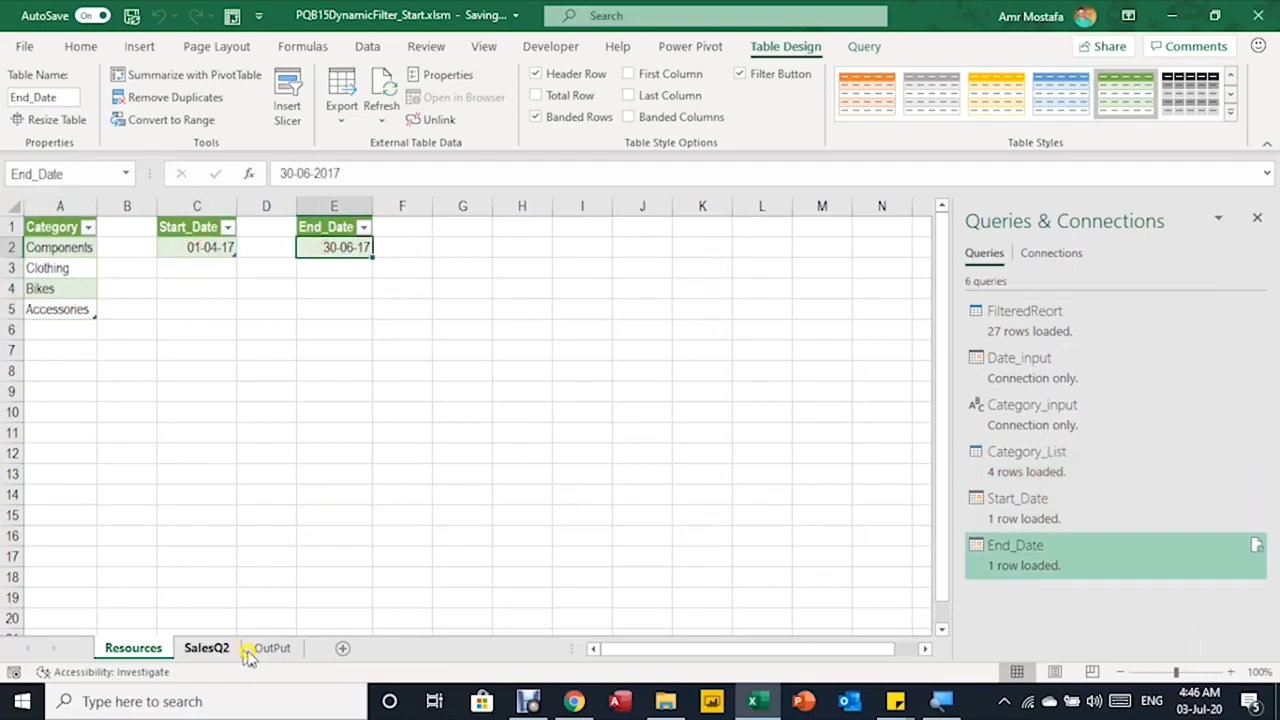 AutoSave On PQB15DynamicFilter_Start.xlsm - Saving... Search Amr Mostafa
File Home Insert Draw Page Layout Formulas Data Review View Developer Help Power Pivot Table Design Query Share Comments
Table Name:
End_Date
Resize Table
Properties
Summarize with PivotTable
Remove Duplicates
Convert to Range
Insert
Slicer
Tools
Export
Refresh
Properties
Open in Browser
Unlink
External Table Data
Header Row First Column Filter Button
Total Row Last Column
Banded Rows Banded Columns
Table Style Options
Table Styles
End_Date fx 30-06-2017
A B C D E F G H I J K L M N
1 Category Start_Date End_Date
2 Components 01-04-17 30-06-17
3 Clothing
4 Bikes
5 Accessories
6
7
8
9
10
11
12
13
14
15
16
17
18
19
20
Queries & Connections
Queries Connections
6 queries
FilteredReort
27 rows loaded.
Date_input
Connection only.
Category_input
Connection only.
Category_List
4 rows loaded.
Start_Date
1 row loaded.
End_Date
1 row loaded.
Resources SalesQ2 OutPut
Accessibility: Investigate 100%
Type here to search ENG 4:46 AM
03-Jul-20 5